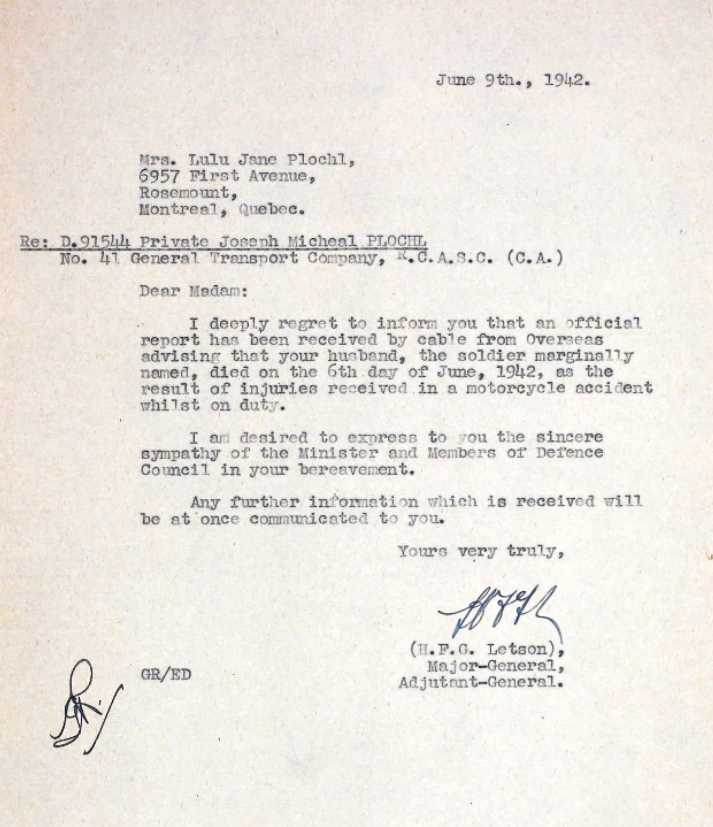 June 9th., 1942.
Mrs. Lulu Jane Plochl,
6957 First Avenue,
Rosemount,
Montreal, Quebec.
Re: D.91544 Private Joseph Micheal PLOCHL
No. 41 General Transport Company, R.C.A.S.C. (C.A.)
Dear Madam:
I deeply regret to inform you that an official
report has been received by cable from Overseas
advising that your husband, the soldier marginally
named, died on the 6th day of June, 1942, as the
result of injuries received in a motorcycle accident
whilst on duty.
I am desired to express to you the sincere
sympathy of the Minister and Members of Defence
Council in your bereavement.
Any further information which is received will
be at once communicated to you.
Yours very truly,
(H.F.G. Letson),
Major-General,
GR/ED
Adjutant-General.